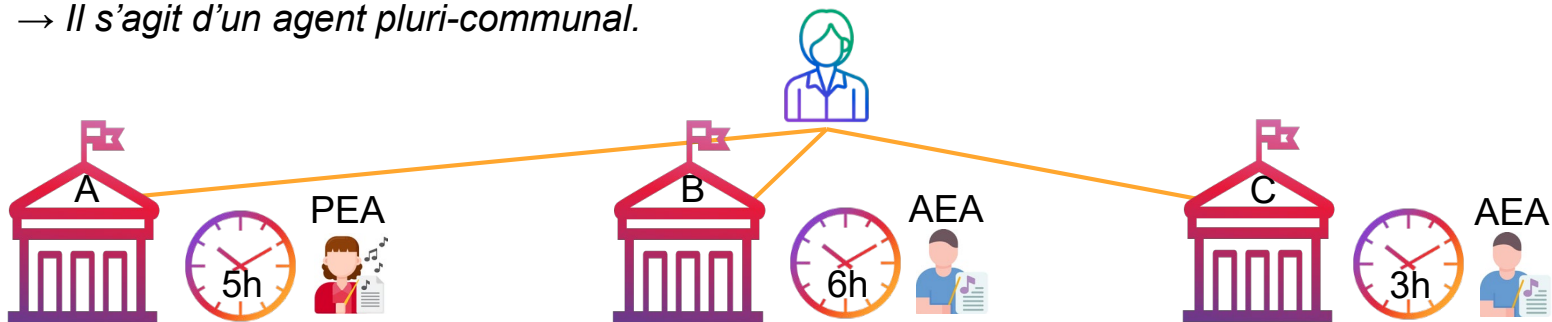 → Il s’agit d’un agent pluri-communal.
A
5h
PEA
B
6h
AEA
C
3h
AEA